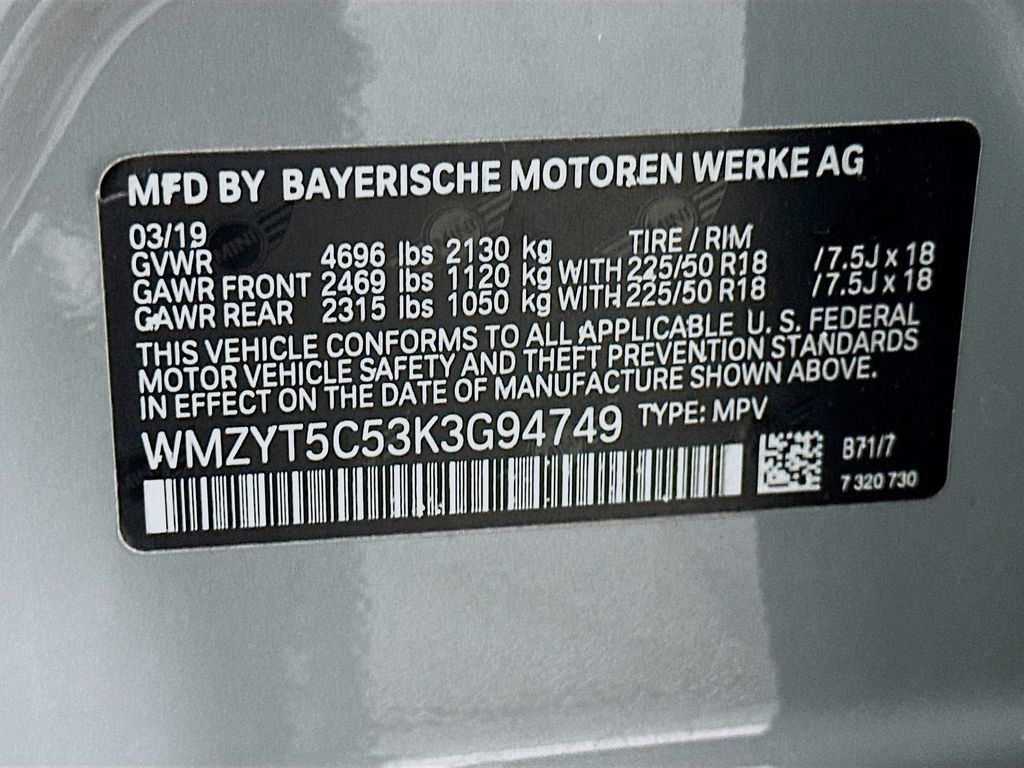 MFD BY BAYERISCHE MOTOREN WERKE AG
03/19 TIRE / RIM
GVWR 4696 lbs 2130 kg
GAWR FRONT 2469 lbs 1120 kg WITH 225/50 R18 /7.5J x 18
GAWR REAR 2315 lbs 1050 kg WITH 225/50 R18 /7.5J x 18
THIS VEHICLE CONFORMS TO ALL APPLICABLE U. S. FEDERAL
MOTOR VEHICLE SAFETY AND THEFT PREVENTION STANDARDS
IN EFFECT ON THE DATE OF MANUFACTURE SHOWN ABOVE.
WMZYT5C53K3G94749 TYPE: MPV
B71/7
7 320 730